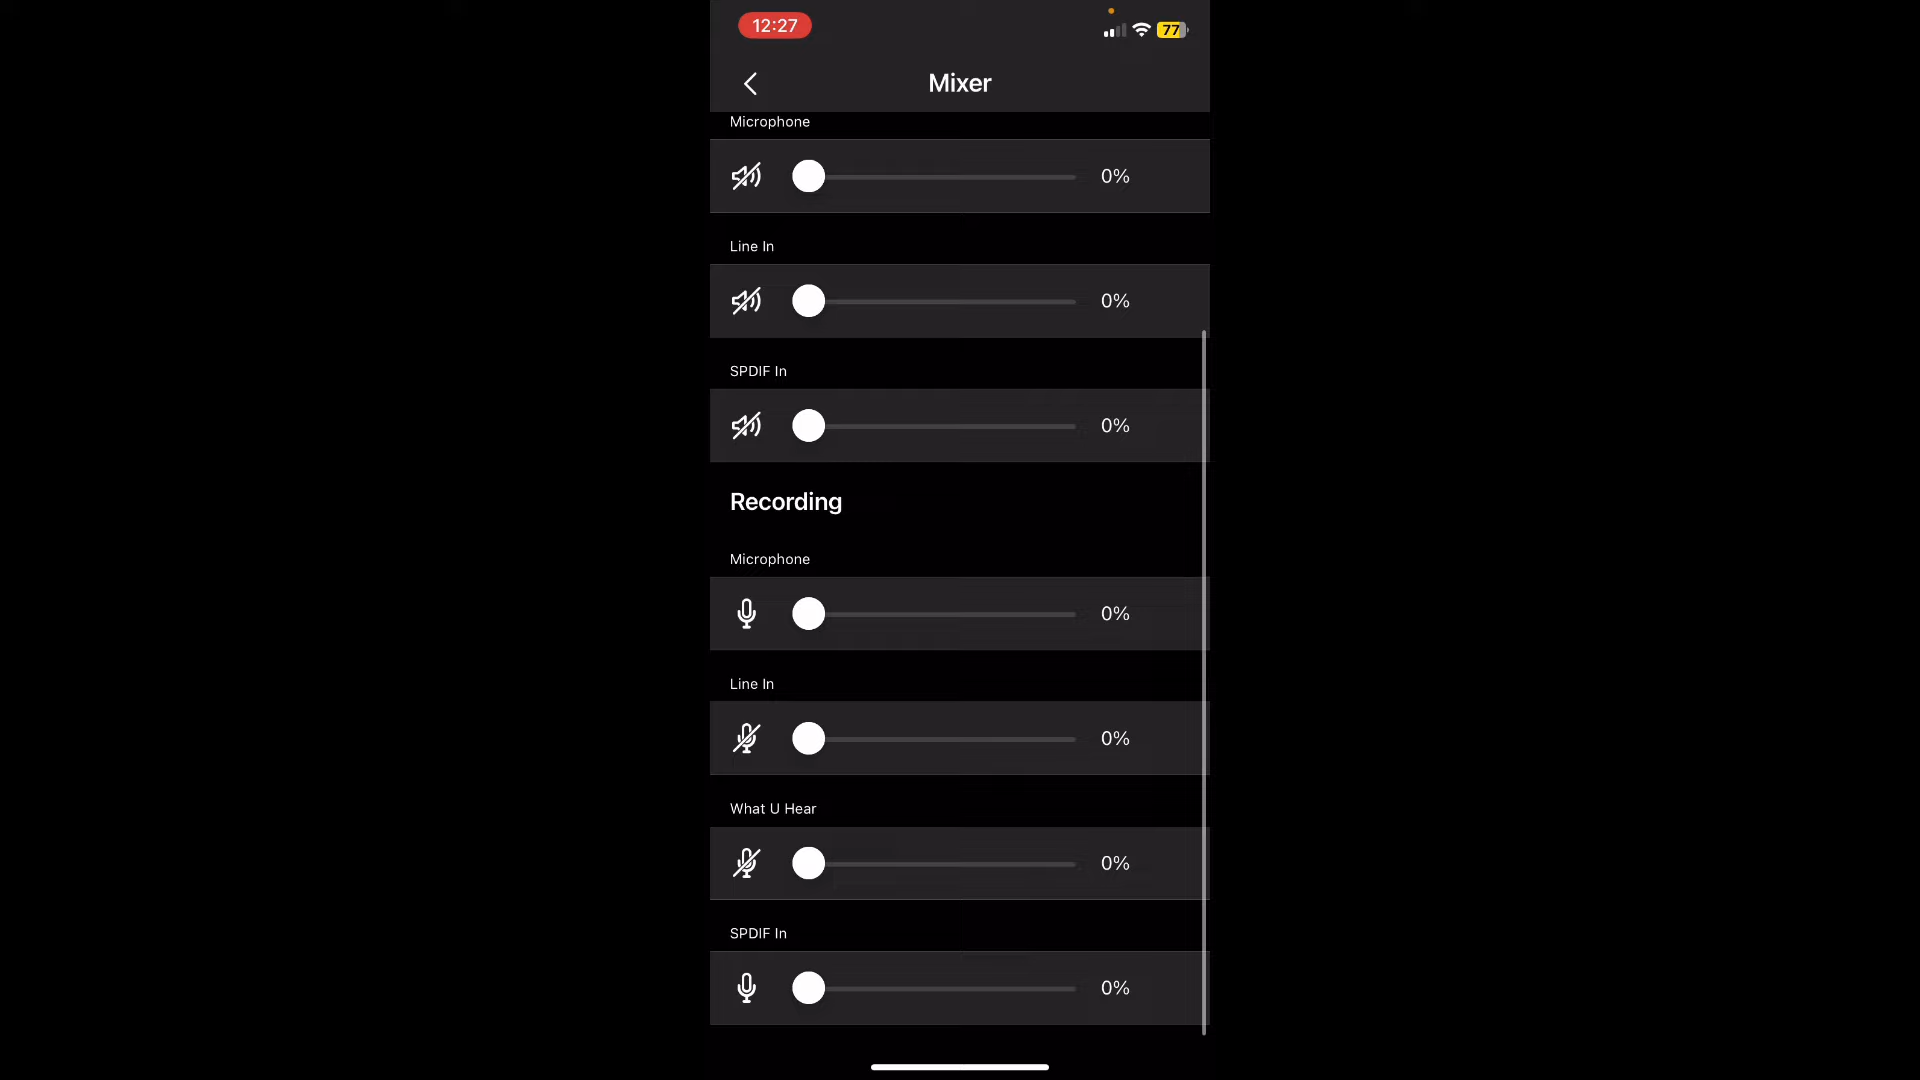 12:27
77
Mixer
Microphone
0%
Line In
0%
SPDIF In
0%
Recording
Microphone
0%
Line In
0%
What U Hear
0%
SPDIF In
0%